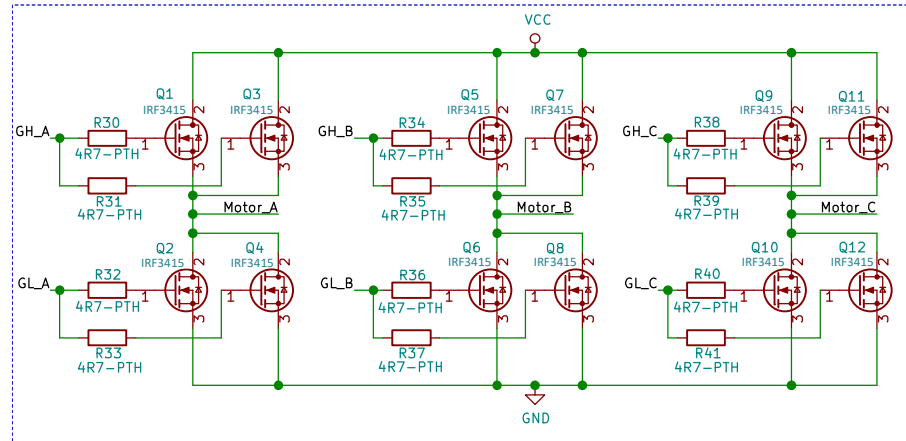 VCC
Q1
IRF3415
Q3
IRF3415
Q5
IRF3415
Q7
IRF3415
Q9
IRF3415
Q11
IRF3415
GH_A
R30
4R7-PTH
1
2
3
1
2
3
R31
4R7-PTH
GH_B
R34
4R7-PTH
1
2
3
1
2
3
R35
4R7-PTH
GH_C
R38
4R7-PTH
1
2
3
1
2
3
R39
4R7-PTH
Motor_A
Motor_B
Motor_C
Q2
IRF3415
Q4
IRF3415
Q6
IRF3415
Q8
IRF3415
Q10
IRF3415
Q12
IRF3415
GL_A
R32
4R7-PTH
1
2
3
1
2
3
R33
4R7-PTH
GL_B
R36
4R7-PTH
1
2
3
1
2
3
R37
4R7-PTH
GL_C
R40
4R7-PTH
1
2
3
1
2
3
R41
4R7-PTH
GND